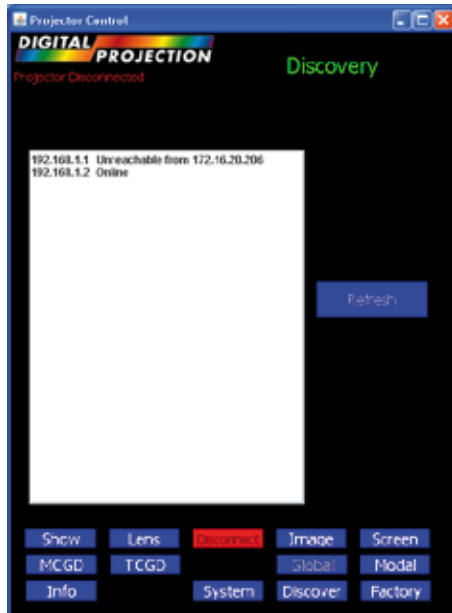 Projector Control
DIGITAL
PROJECTION
Projector Disconnected
Discovery
192.168.1.1 Unreachable from 172.16.20.206
192.168.1.2 Online
Refresh
Show Lens Disconnect Image Screen
MCGD TCGD Global Modal
Info System Discover Factory